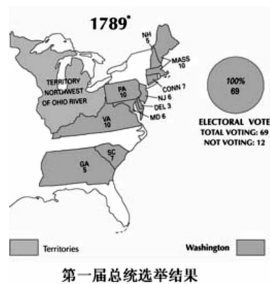 1789*
NH
5
MASS
10
TERRITORY
NORTHWEST
OF OHIO RIVER
PA
10
CONN 7
NJ 6
DEL 3
MD 6
VA
10
SC
7
GA
5
100%
69
ELECTORAL VOTE
TOTAL VOTING: 69
NOT VOTING: 12
Territories
Washington
第一届总统选举结果